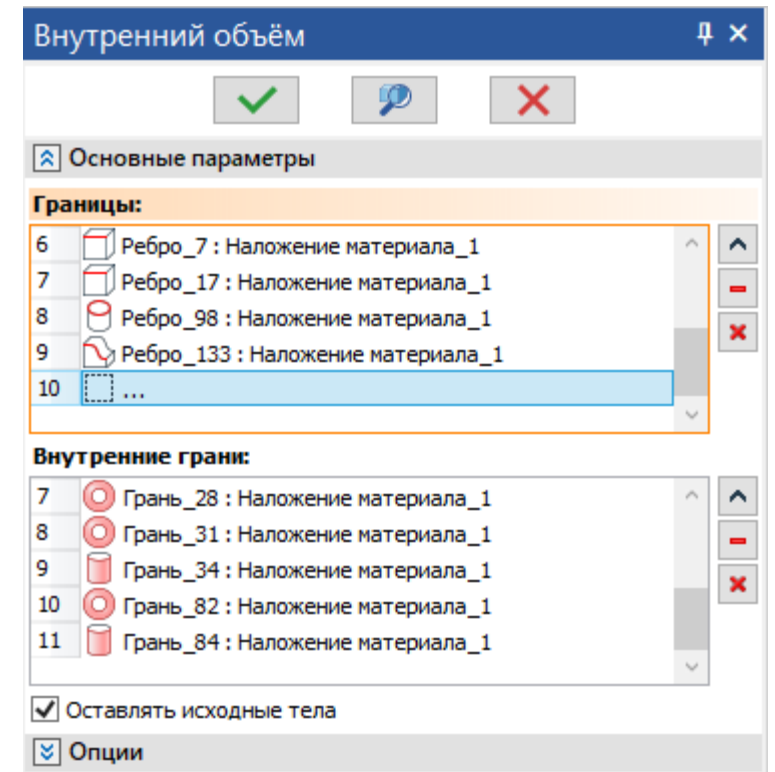 Внутренний объём
Основные параметры
Границы:
6 Ребро_7 : Наложение материала_1
7 Ребро_17 : Наложение материала_1
8 Ребро_98 : Наложение материала_1
9 Ребро_133 : Наложение материала_1
10 ...
Внутренние грани:
7 Грань_28 : Наложение материала_1
8 Грань_31 : Наложение материала_1
9 Грань_34 : Наложение материала_1
10 Грань_82 : Наложение материала_1
11 Грань_84 : Наложение материала_1
Оставлять исходные тела
Опции